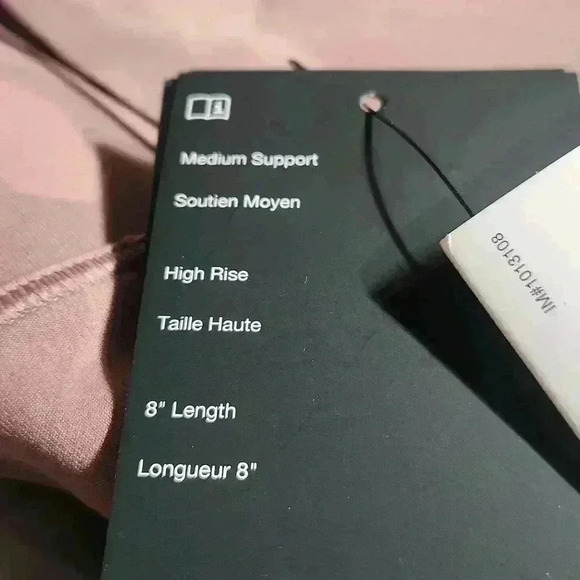 Medium Support
Soutien Moyen
High Rise
Taille Haute
8" Length
Longueur 8"
IM#1013108